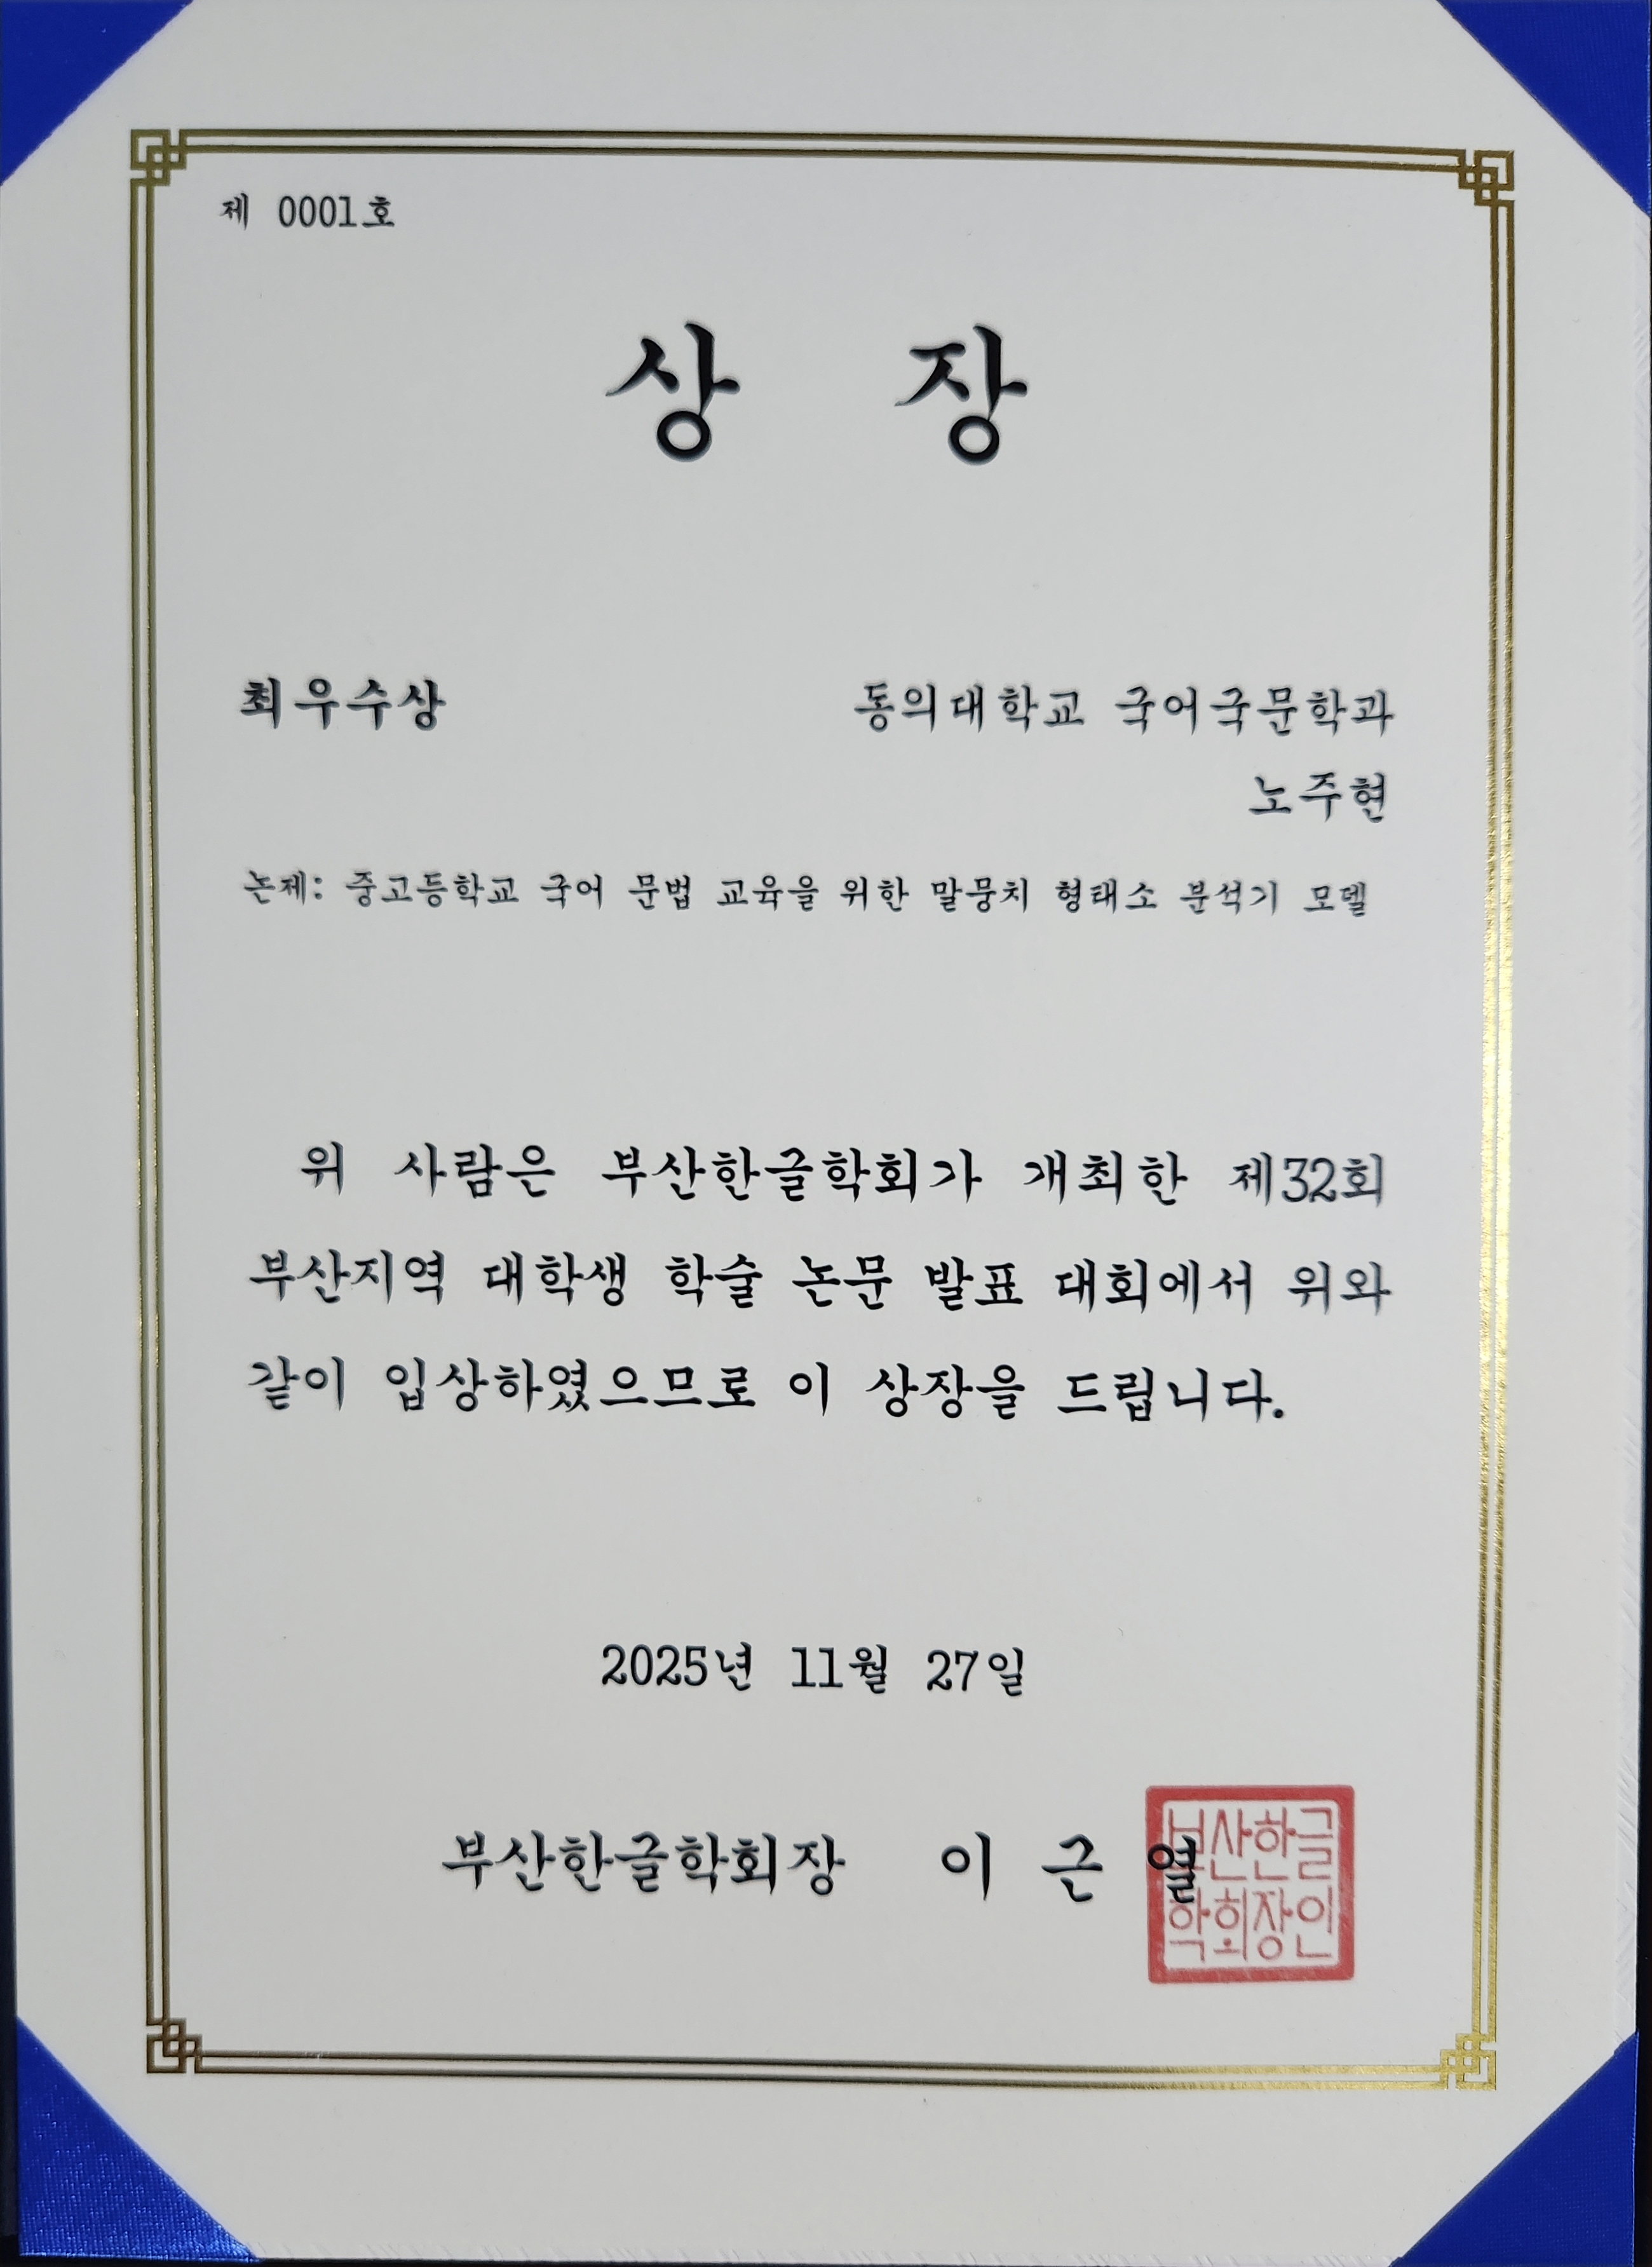 제 0001호
상 장
최우수상
동의대학교 국어국문학과
노주현
논제: 중고등학교 국어 문법 교육을 위한 말뭉치 형태소 분석기 모델
위 사람은 부산한글학회가 개최한 제32회
부산지역 대학생 학술 논문 발표 대회에서 위와
같이 입상하였으므로 이 상장을 드립니다.
2025년 11월 27일
부산한글학회장 이 근 열
부산한글
학회장인